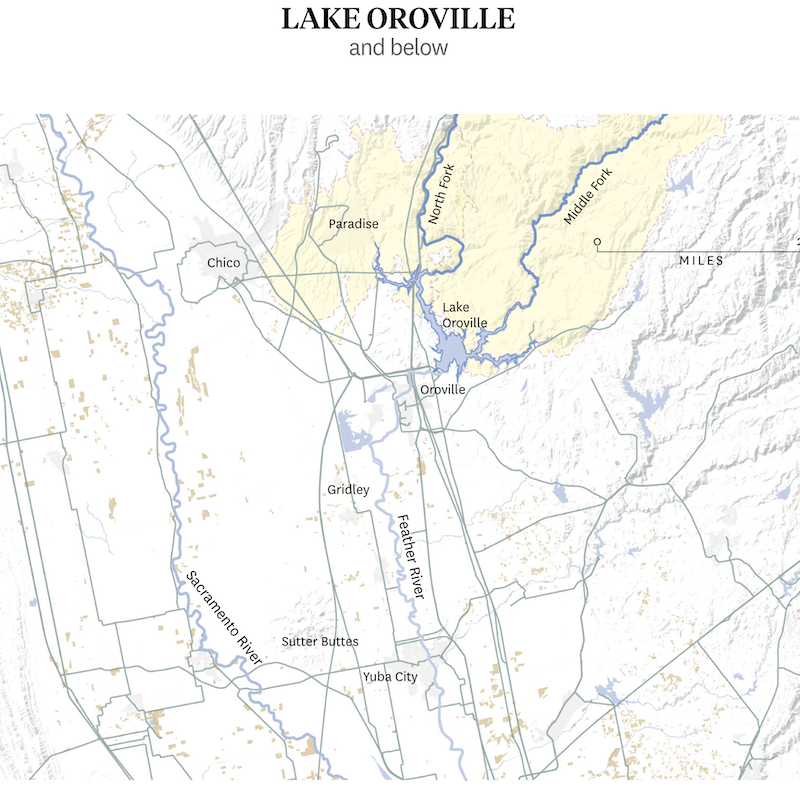 LAKE OROVILLE
and below
North Fork
Middle Fork
Paradise
Chico
MILES
Lake
Oroville
Oroville
Gridley
Feather River
Sacramento River
Sutter Buttes
Yuba City